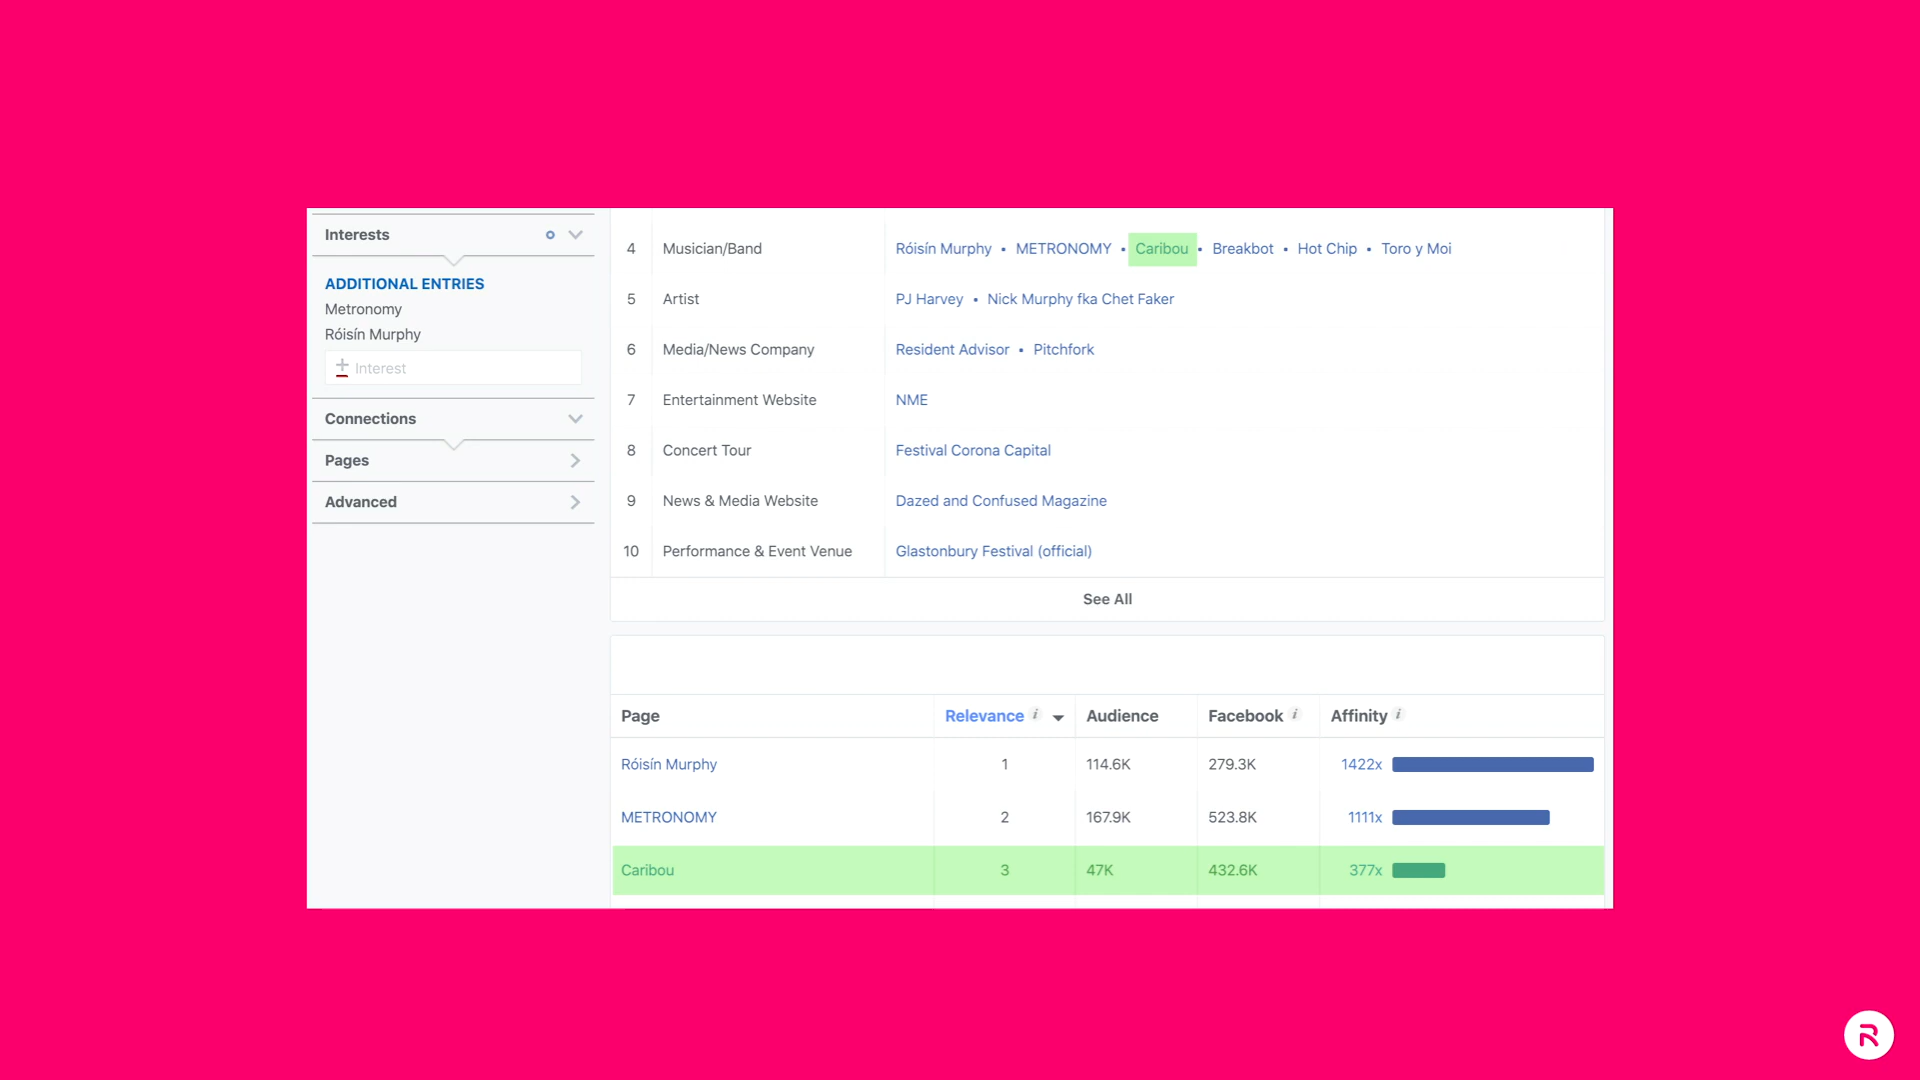 Interests
ADDITIONAL ENTRIES
Metronomy
Róisín Murphy
Interest
Connections
Pages
Advanced
4 Musician/Band Róisín Murphy • METRONOMY • Caribou • Breakbot • Hot Chip • Toro y Moi
5 Artist PJ Harvey • Nick Murphy fka Chet Faker
6 Media/News Company Resident Advisor • Pitchfork
7 Entertainment Website NME
8 Concert Tour Festival Corona Capital
9 News & Media Website Dazed and Confused Magazine
10 Performance & Event Venue Glastonbury Festival (official)
See All
Page Relevance i Audience Facebook i Affinity i
Róisín Murphy 1 114.6K 279.3K 1422x
METRONOMY 2 167.9K 523.8K 1111x
Caribou 3 47K 432.6K 377x
R